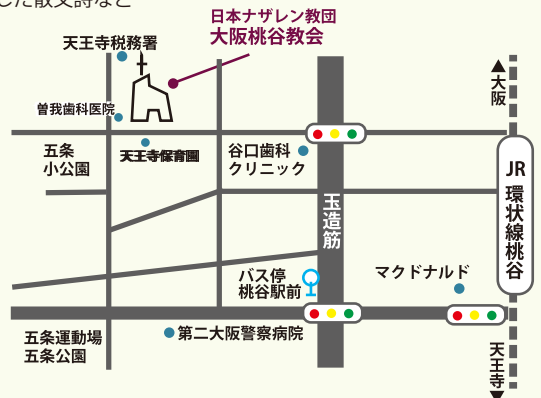 した散文詩など
日本ナザレン教団
大阪桃谷教会
天王寺税務署
曽我歯科医院
天王寺保育園
五条
小公園
谷口歯科
クリニック
玉造筋
▲大阪
JR
環状線桃谷
マクドナルド
バス停
桃谷駅前
第二大阪警察病院
五条運動場
五条公園
天王寺▼